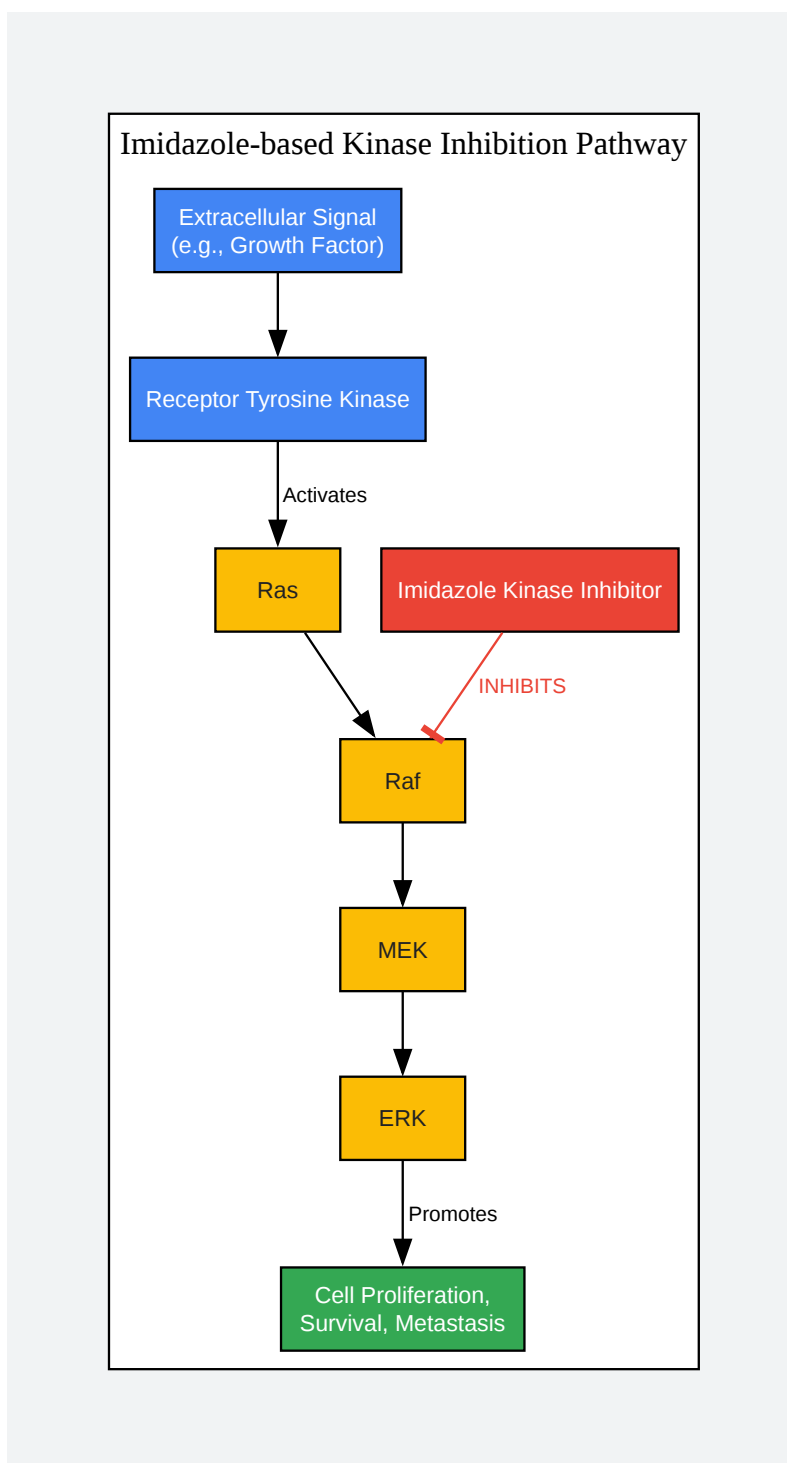 Imidazole-based Kinase Inhibition Pathway
Extracellular Signal
(e.g., Growth Factor)
Receptor Tyrosine Kinase
Activates
Ras
Imidazole Kinase Inhibitor
INHIBITS
Raf
MEK
ERK
Promotes
Cell Proliferation,
Survival, Metastasis